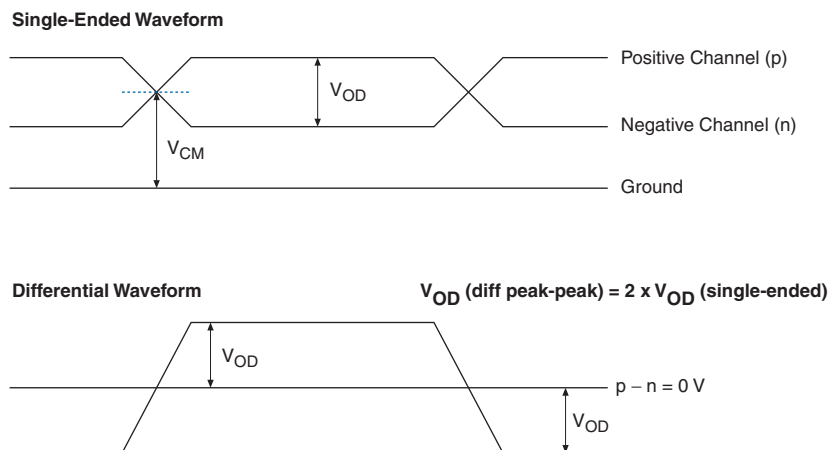 Single-Ended Waveform
Positive Channel (p)
VOD
Negative Channel (n)
VCM
Ground
Differential Waveform
VOD (diff peak-peak) = 2 x VOD (single-ended)
VOD
p – n = 0 V
VOD